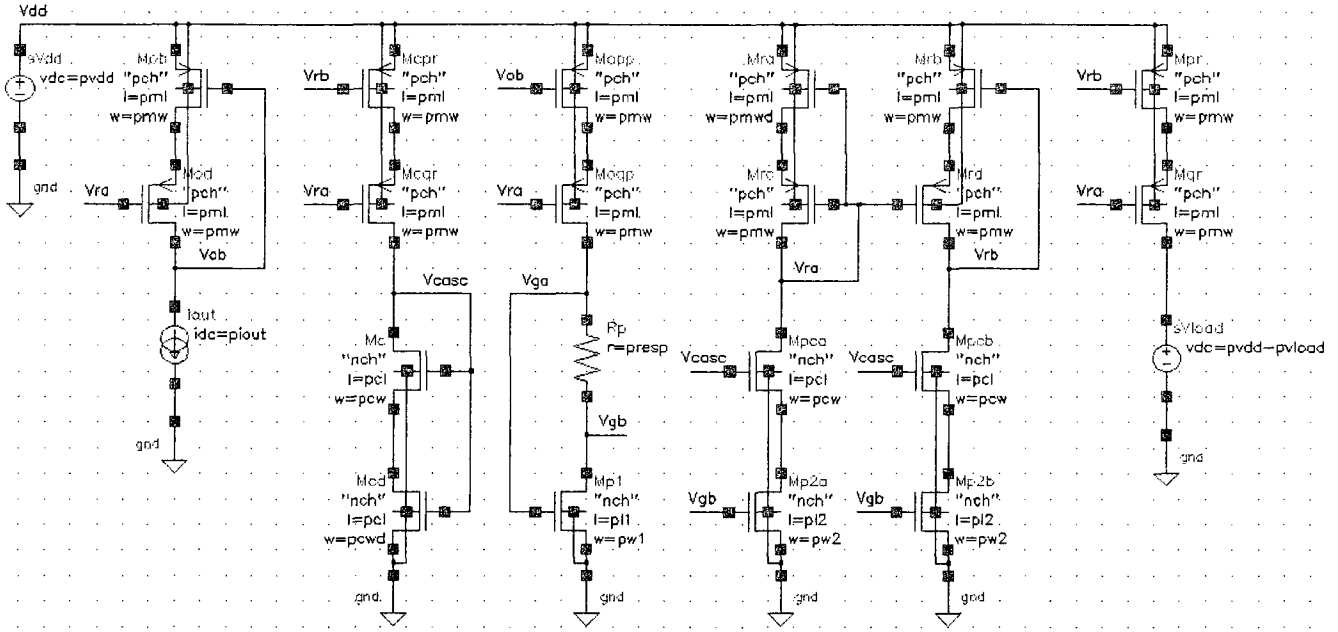 Vdd
sVdd
vdc=pvdd
gnd
Mob
"pch"
l=pml
w=pmw
Mod
"pch"
l=pml
w=pmw
Vra
Vob
Iout
idc=piout
gnd
Mcpr
"pch"
l=pml
w=pmw
Vrb
Mcqr
"pch"
l=pml
w=pmw
Vra
Vcasc
Mc
"nch"
l=pcl
w=pcw
Mcd
"nch"
l=pcl
w=pcwd
gnd
Mopp
"pch"
l=pml
w=pmw
Vob
Moqp
"pch"
l=pml
w=pmw
Vra
Vga
Rp
r=presp
Vgb
Mp1
"nch"
l=pl1
w=pw1
gnd
Mra
"pch"
l=pml
w=pmwd
Mrc
"pch"
l=pml
w=pmw
Vra
Mpca
"nch"
l=pcl
w=pcw
Vcasc
Mp2a
"nch"
l=pl2
w=pw2
Vgb
gnd
Mrb
"pch"
l=pml
w=pmw
Mrd
"pch"
l=pml
w=pmw
Vrb
Mpcb
"nch"
l=pcl
w=pcw
Vcasc
Mp2b
"nch"
l=pl2
w=pw2
Vgb
gnd
Mpr
"pch"
l=pml
w=pmw
Vrb
Mqr
"pch"
l=pml
w=pmw
Vra
sVload
vdc=pvdd-pvload
gnd